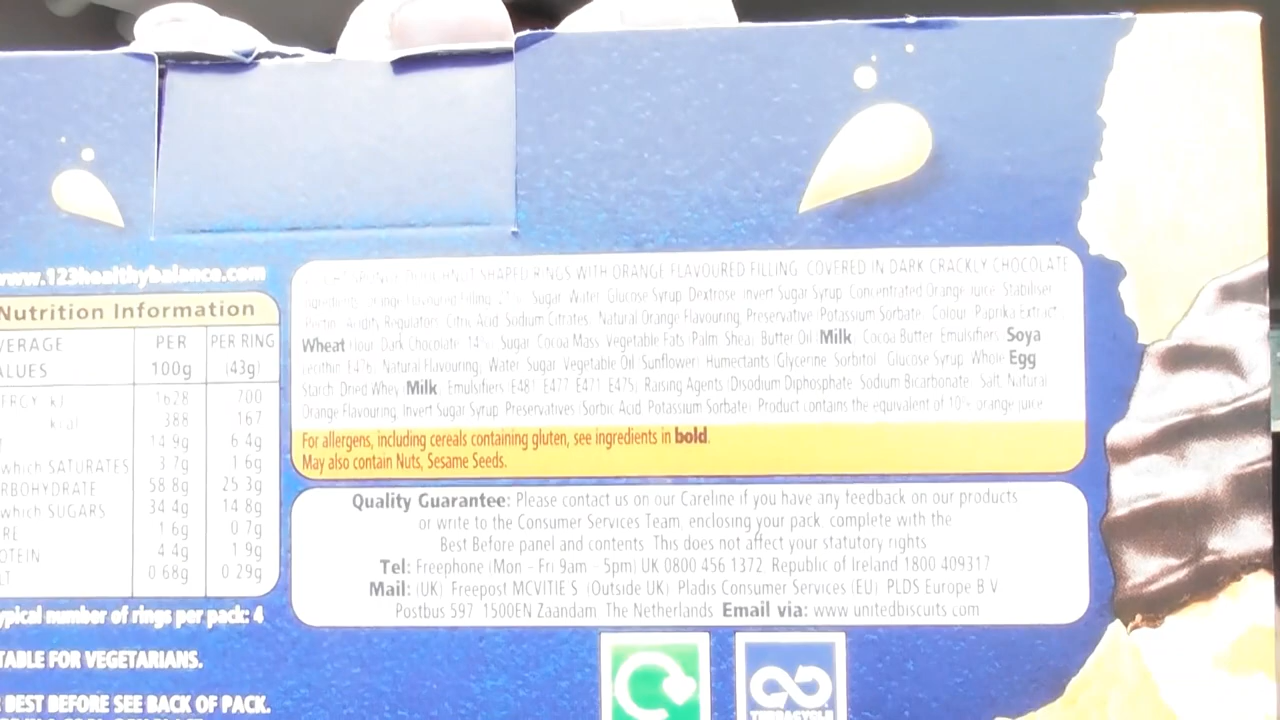 www.123healthybalance.com
Nutrition Information
VERAGE PER PER RING
ALUES 100g (43g)
kJ 1628 700
kcal 388 167
14.9g 6.4g
which SATURATES 3.7g 1.6g
RBOHYDRATE 58.8g 25.3g
which SUGARS 34.4g 14.8g
RE 1.6g 0.7g
OTEIN 4.4g 1.9g
LT 0.68g 0.29g
ypical number of rings per pack: 4
TABLE FOR VEGETARIANS.
BEST BEFORE SEE BACK OF PACK.
DOUGHNUT SHAPED RINGS WITH ORANGE FLAVOURED FILLING, COVERED IN DARK CRACKLY CHOCOLATE
Ingredients: Orange Flavoured Filling Sugar, Water, Glucose Syrup, Dextrose, Invert Sugar Syrup, Concentrated Orange Juice, Stabiliser
Pectin, Acidity Regulators Citric Acid, Sodium Citrates, Natural Orange Flavouring, Preservative (Potassium Sorbate), Colour Paprika Extract
Wheat Flour, Dark Chocolate 14% Sugar, Cocoa Mass, Vegetable Fats (Palm, Shea), Butter Oil (Milk), Cocoa Butter, Emulsifiers Soya
Lecithin E476, Natural Flavouring, Water, Sugar, Vegetable Oil (Sunflower), Humectants (Glycerine, Sorbitol), Glucose Syrup, Whole Egg
Starch, Dried Whey (Milk), Emulsifiers E481, E477, E471, E475, Raising Agents (Disodium Diphosphate, Sodium Bicarbonate), Salt, Natural
Orange Flavouring, Invert Sugar Syrup, Preservatives (Sorbic Acid, Potassium Sorbate). Product contains the equivalent of 10% orange juice
For allergens, including cereals containing gluten, see ingredients in bold.
May also contain Nuts, Sesame Seeds.
Quality Guarantee: Please contact us on our Careline if you have any feedback on our products
or write to the Consumer Services Team, enclosing your pack, complete with the
Best Before panel and contents. This does not affect your statutory rights
Tel: Freephone (Mon - Fri 9am - 5pm) UK 0800 456 1372, Republic of Ireland 1800 409317
Mail: (UK) Freepost MCVITIE'S (Outside UK) Pladis Consumer Services (EU) PLDS Europe B.V
Postbus 597, 1500EN Zaandam, The Netherlands Email via: www.unitedbiscuits.com
TERRACYCLE